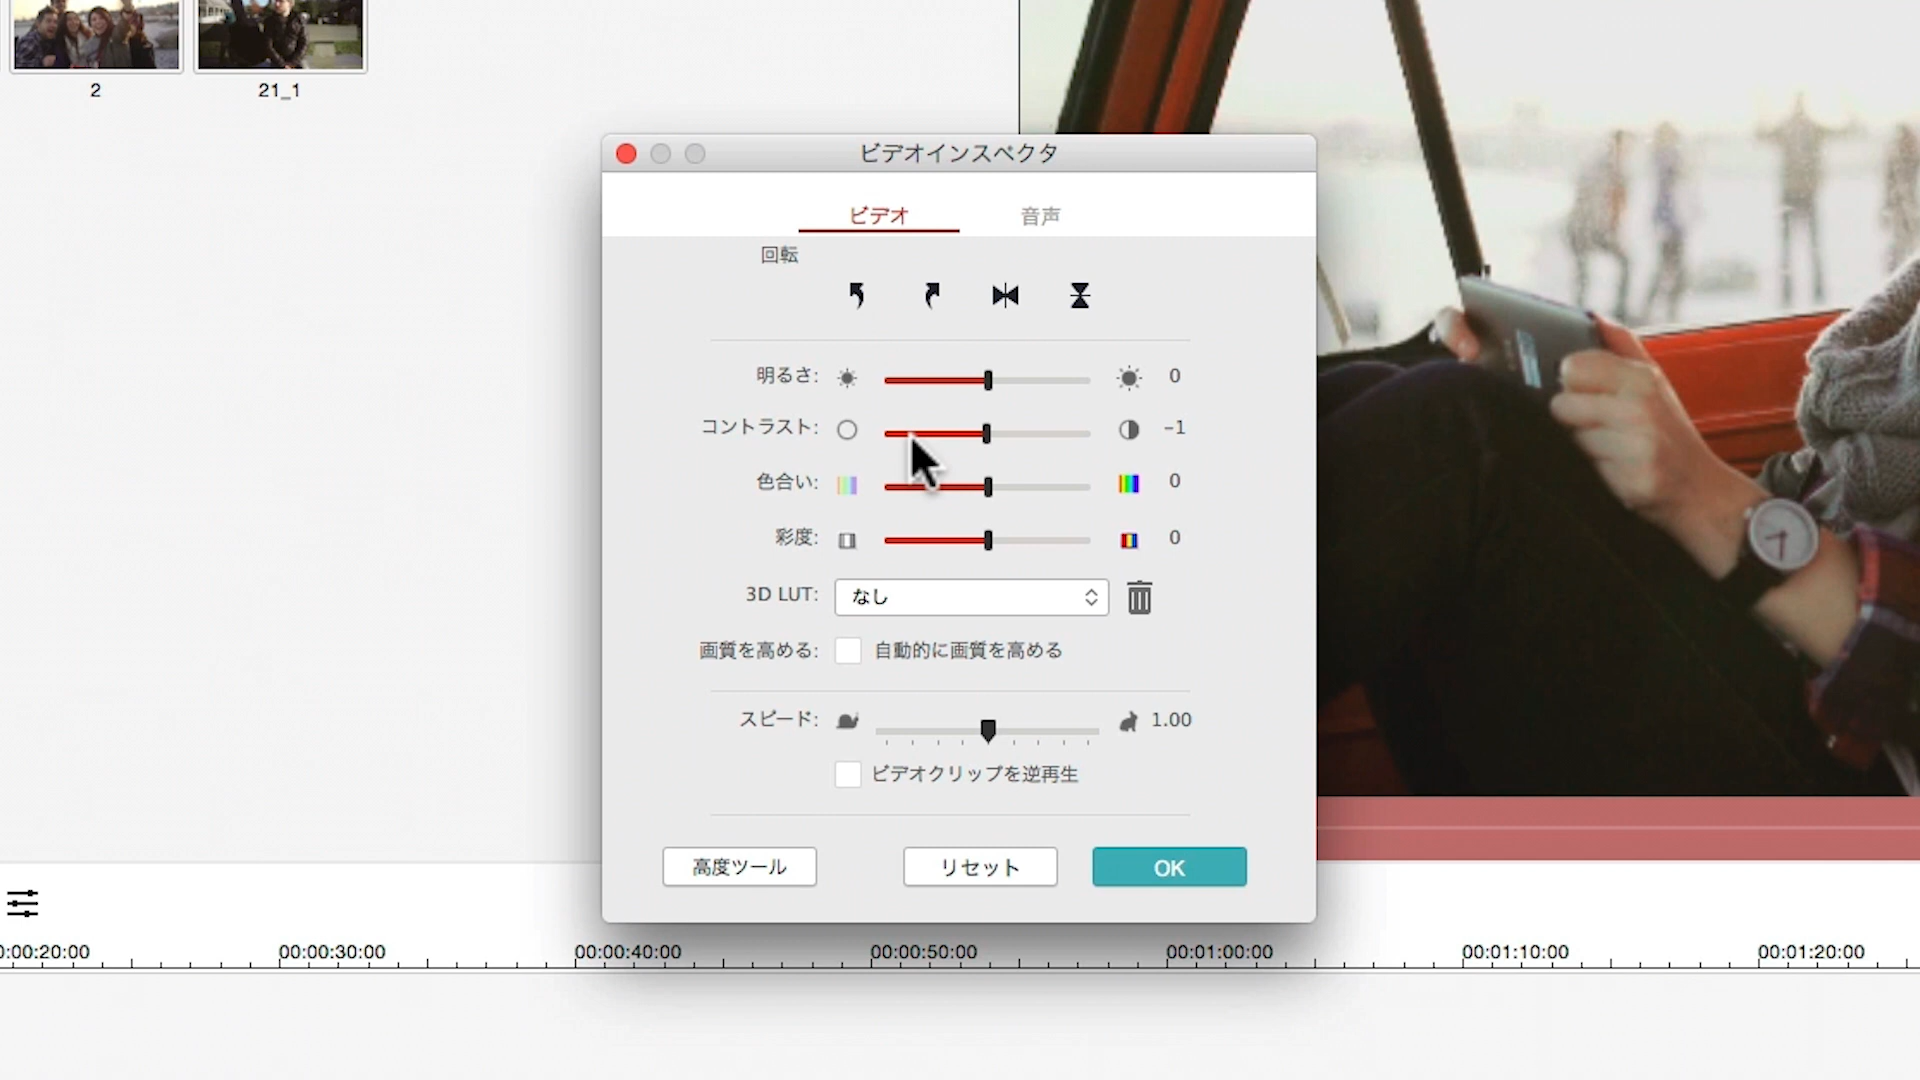 2
21_1
ビデオインスペクタ
ビデオ 音声
回転
明るさ: 0
コントラスト: -1
色合い: 0
彩度: 0
3D LUT: なし
画質を高める: 自動的に画質を高める
スピード: 1.00
ビデオクリップを逆再生
高度ツール リセット OK
0:00:20:00 00:00:30:00 00:00:40:00 00:00:50:00 00:01:00:00 00:01:10:00 00:01:20:00